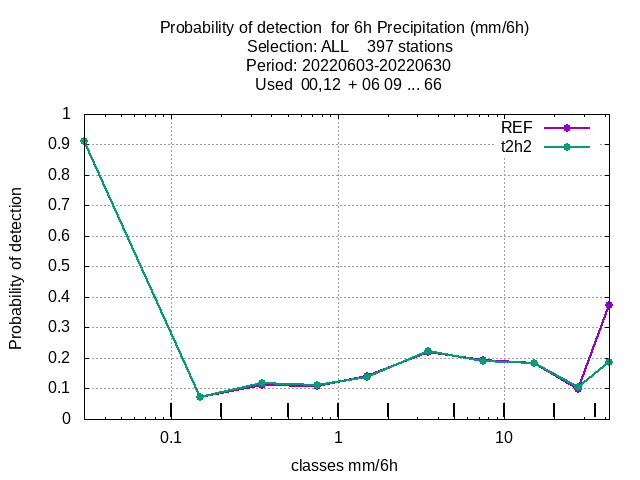 Probability of detection  for 6h Precipitation (mm/6h)
Selection: ALL    397 stations
Period: 20220603-20220630
Used  00,12  + 06 09 ... 66
REF
t2h2
1
0.9
0.8
0.7
0.6
0.5
0.4
0.3
0.2
0.1
0
Probability of detection
0.1 1 10
classes mm/6h